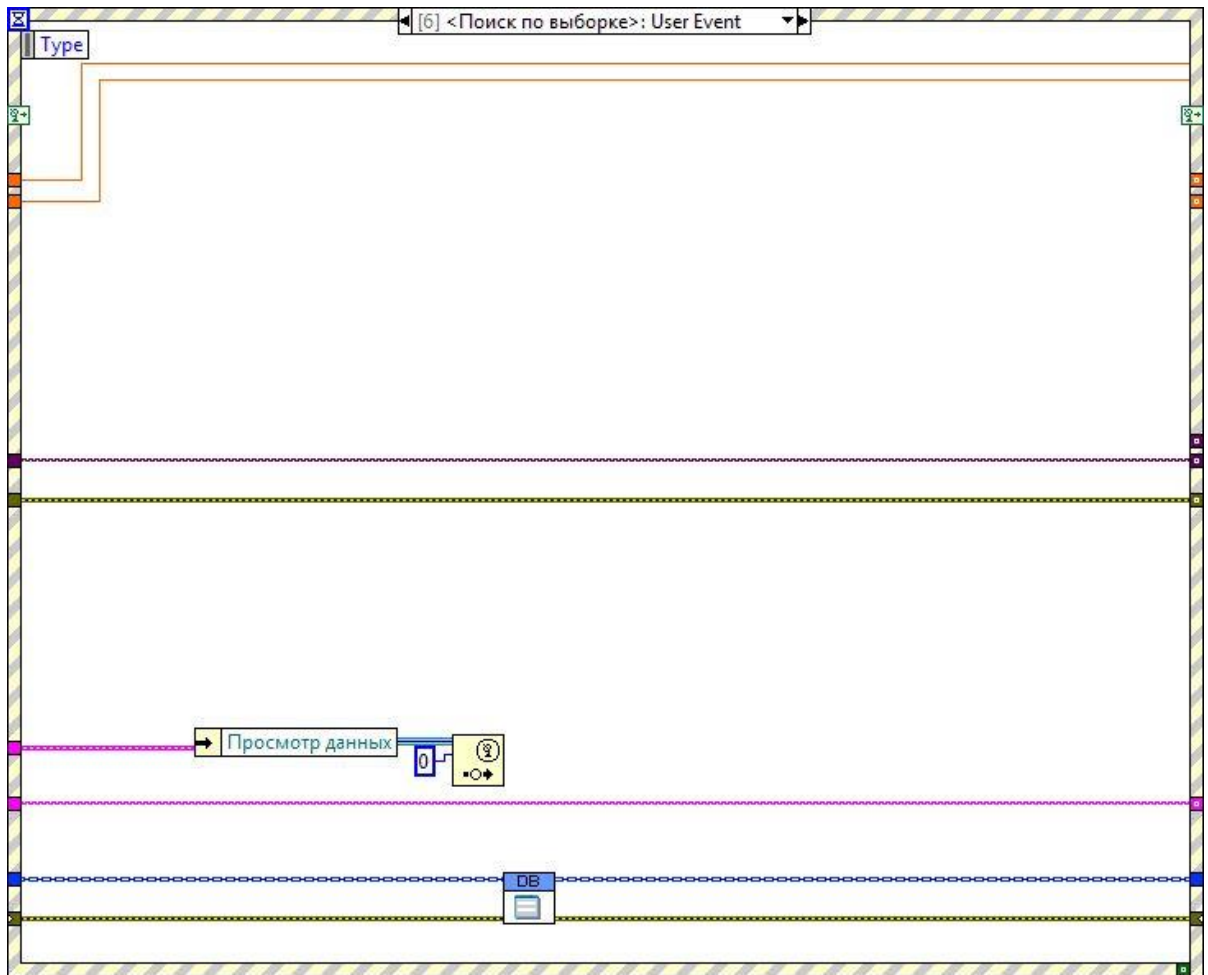 [6] <Поиск по выборке>: User Event
Type
Просмотр данных
0
DB